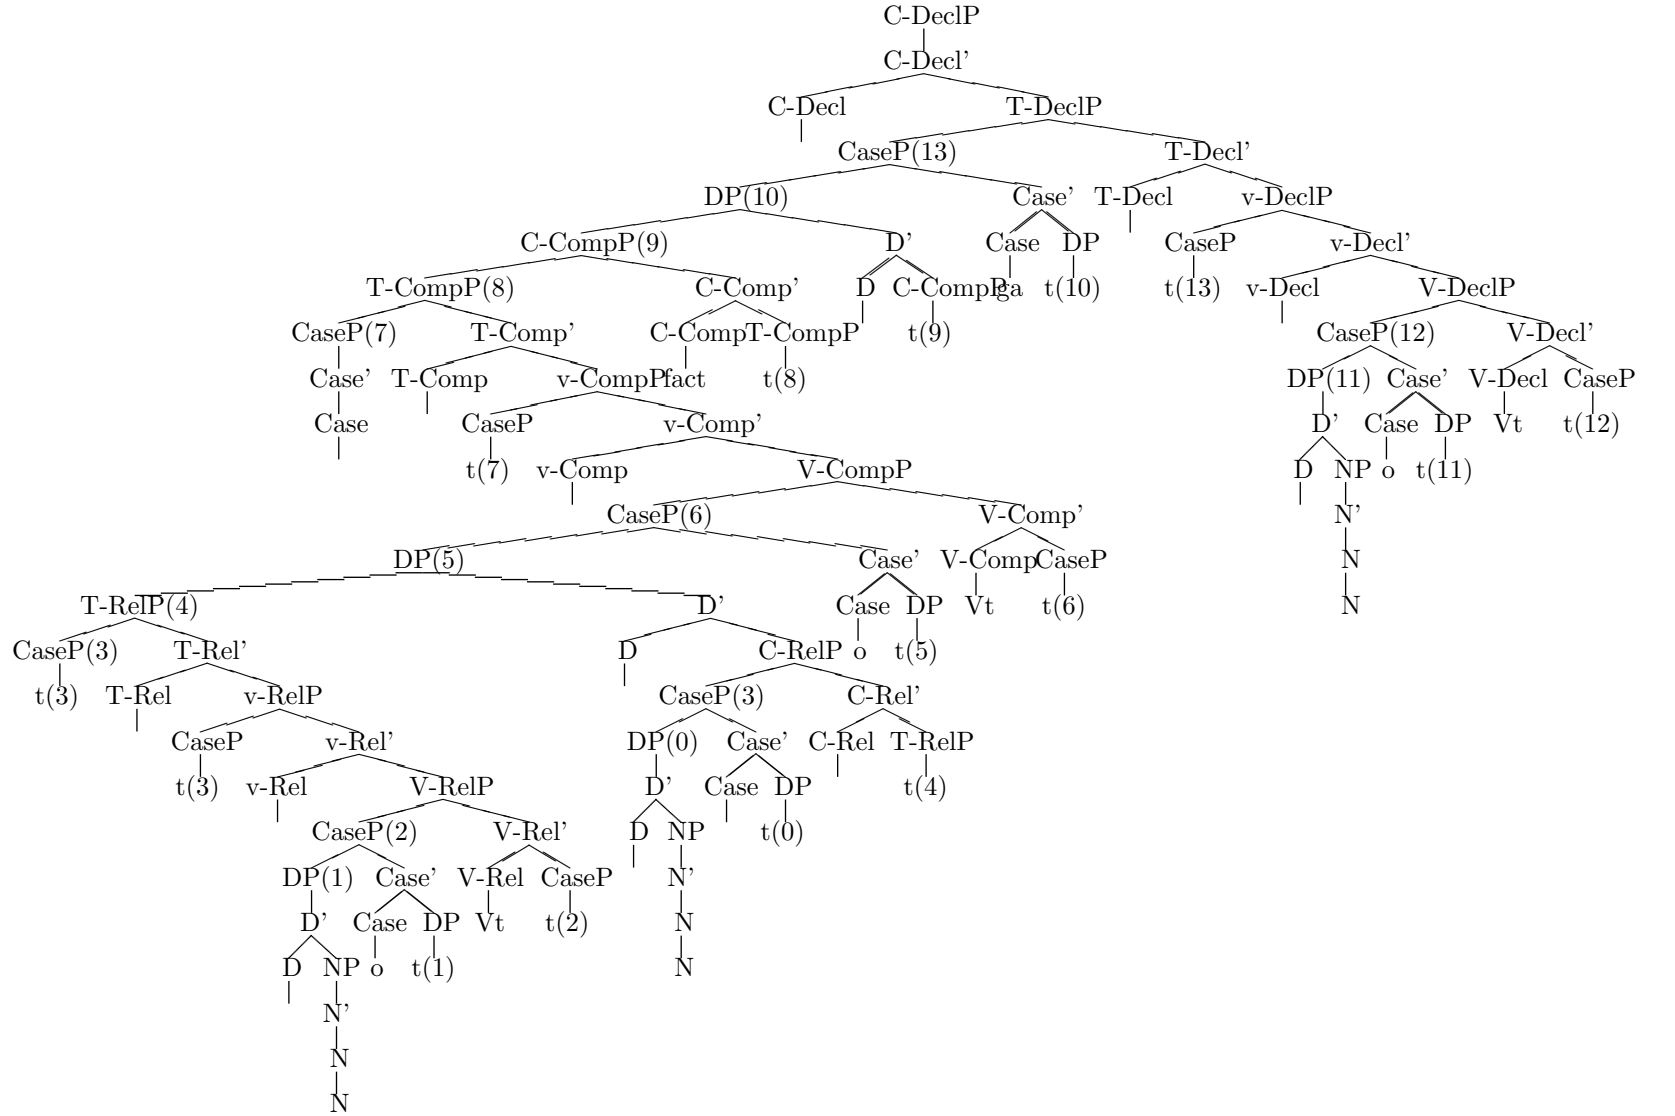 C-DeclP
C-Decl'
C-Decl T-DeclP
CaseP(13) T-Decl'
DP(10) Case' T-Decl v-DeclP
C-CompP(9) D' Case DP CaseP v-Decl'
T-CompP(8) C-Comp' D C-CompP ga t(10) t(13) v-Decl V-DeclP
CaseP(7) T-Comp' C-Comp T-CompP t(9) CaseP(12) V-Decl'
Case' T-Comp v-CompP fact t(8) DP(11) Case' V-Decl CaseP
Case CaseP v-Comp' D' Case DP Vt t(12)
t(7) v-Comp V-CompP D NP o t(11)
CaseP(6) V-Comp' N'
DP(5) Case' V-Comp CaseP N
T-RelP(4) D' Case DP Vt t(6) N
CaseP(3) T-Rel' D C-RelP o t(5)
t(3) T-Rel v-RelP CaseP(3) C-Rel'
CaseP v-Rel' DP(0) Case' C-Rel T-RelP
t(3) v-Rel V-RelP D' Case DP t(4)
CaseP(2) V-Rel' D NP t(0)
DP(1) Case' V-Rel CaseP N'
D' Case DP Vt t(2) N
D NP o t(1) N
N'
N
N